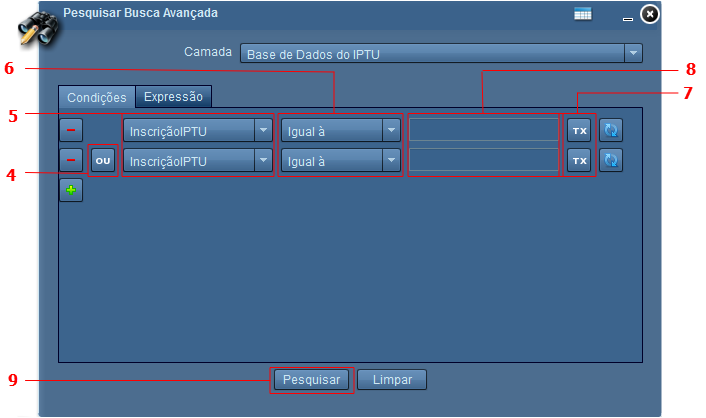 Pesquisar Busca Avançada
Camada Base de Dados do IPTU
6
8
7
Condições Expressão
5
InscriçãoIPTU Igual à TX
OU InscriçãoIPTU Igual à TX
4
9 Pesquisar Limpar